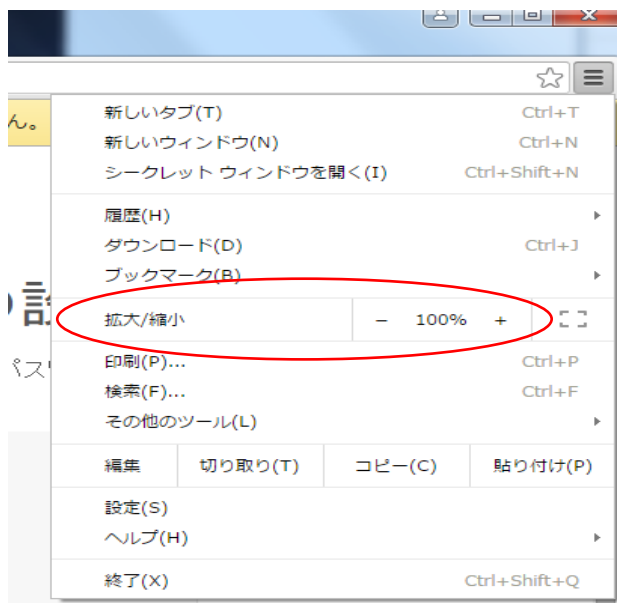 ん。
新しいタブ(T) Ctrl+T
新しいウィンドウ(N) Ctrl+N
シークレット ウィンドウを開く(I) Ctrl+Shift+N
履歴(H)
ダウンロード(D) Ctrl+J
ブックマーク(B)
拡大/縮小 − 100% +
印刷(P)... Ctrl+P
パス
検索(F)... Ctrl+F
その他のツール(L)
編集 切り取り(T) コピー(C) 貼り付け(P)
設定(S)
ヘルプ(H)
終了(X) Ctrl+Shift+Q